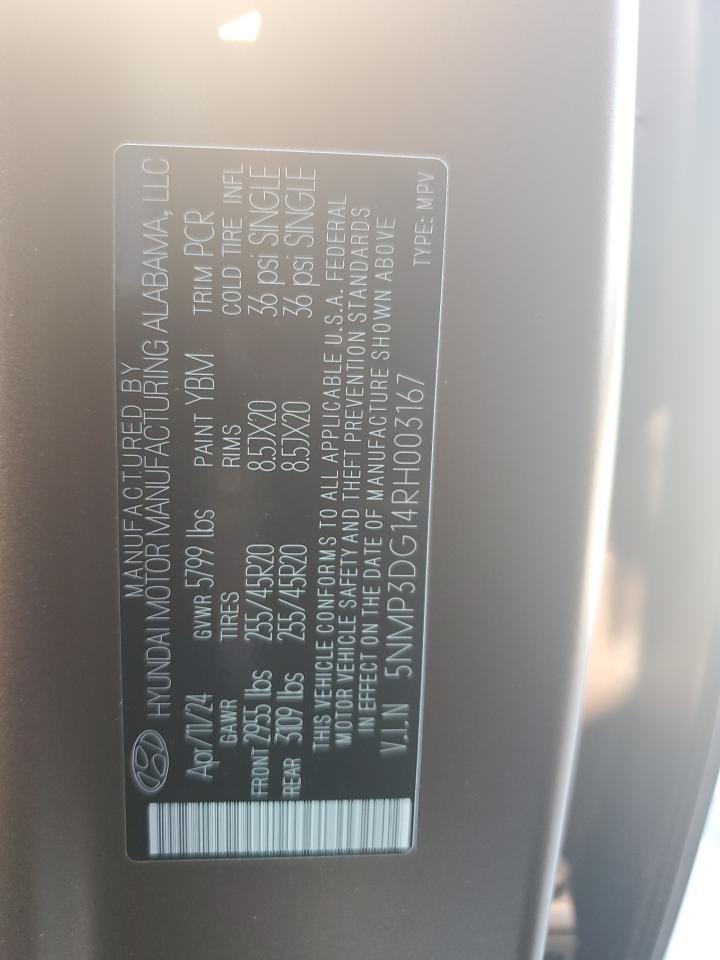 MANUFACTURED BY
HYUNDAI MOTOR MANUFACTURING ALABAMA, LLC
Apr/11/24 GVWR 5799 lbs PAINT YBM TRIM PCR
GAWR TIRES RIMS COLD TIRE INFL
FRONT 2955 lbs 255/45R20 8.5JX20 36 psi SINGLE
REAR 3109 lbs 255/45R20 8.5JX20 36 psi SINGLE
THIS VEHICLE CONFORMS TO ALL APPLICABLE U.S.A. FEDERAL
MOTOR VEHICLE SAFETY AND THEFT PREVENTION STANDARDS
IN EFFECT ON THE DATE OF MANUFACTURE SHOWN ABOVE
V.I.N 5NMP3DG14RH003167
TYPE: MPV